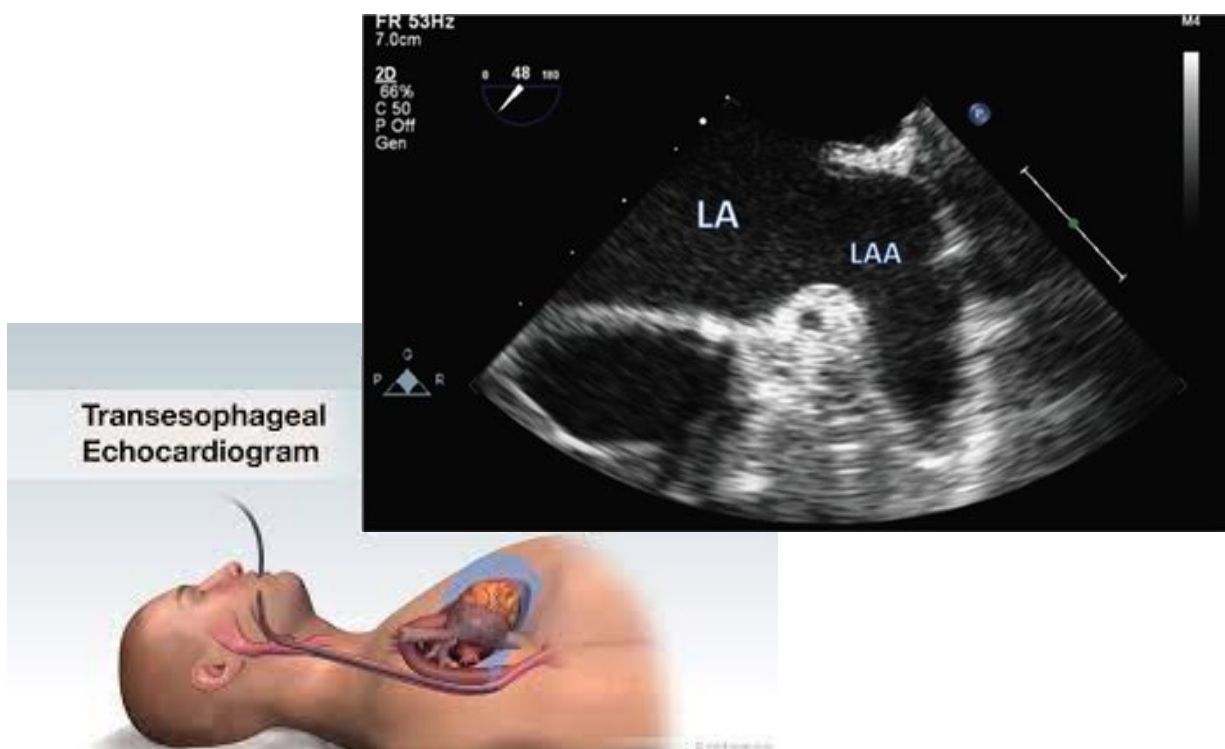 FR 53Hz
7.0cm
M4
2D
66%
C 50
P Off
Gen
0 48 180
P
LA
LAA
G
P R
Transesophageal
Echocardiogram